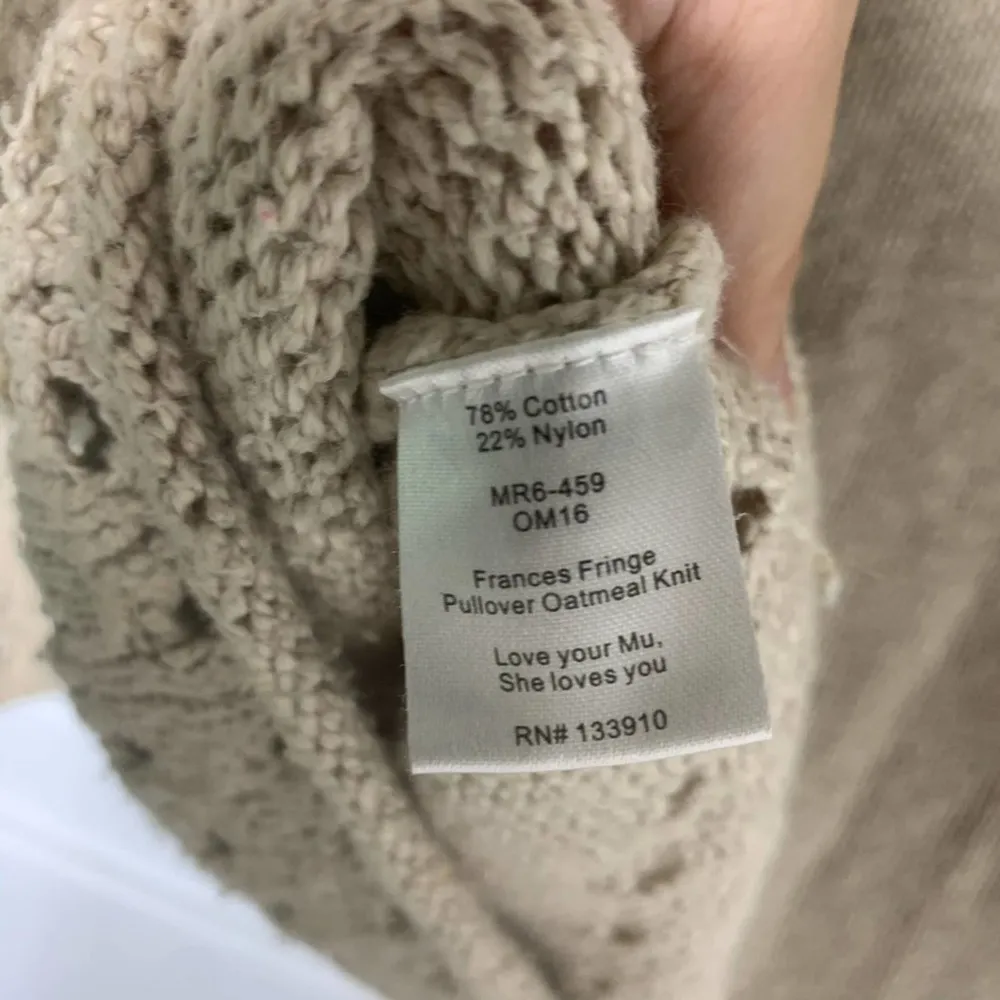 78% Cotton
22% Nylon
MR6-459
OM16
Frances Fringe
Pullover Oatmeal Knit
Love your Mu,
She loves you
RN# 133910